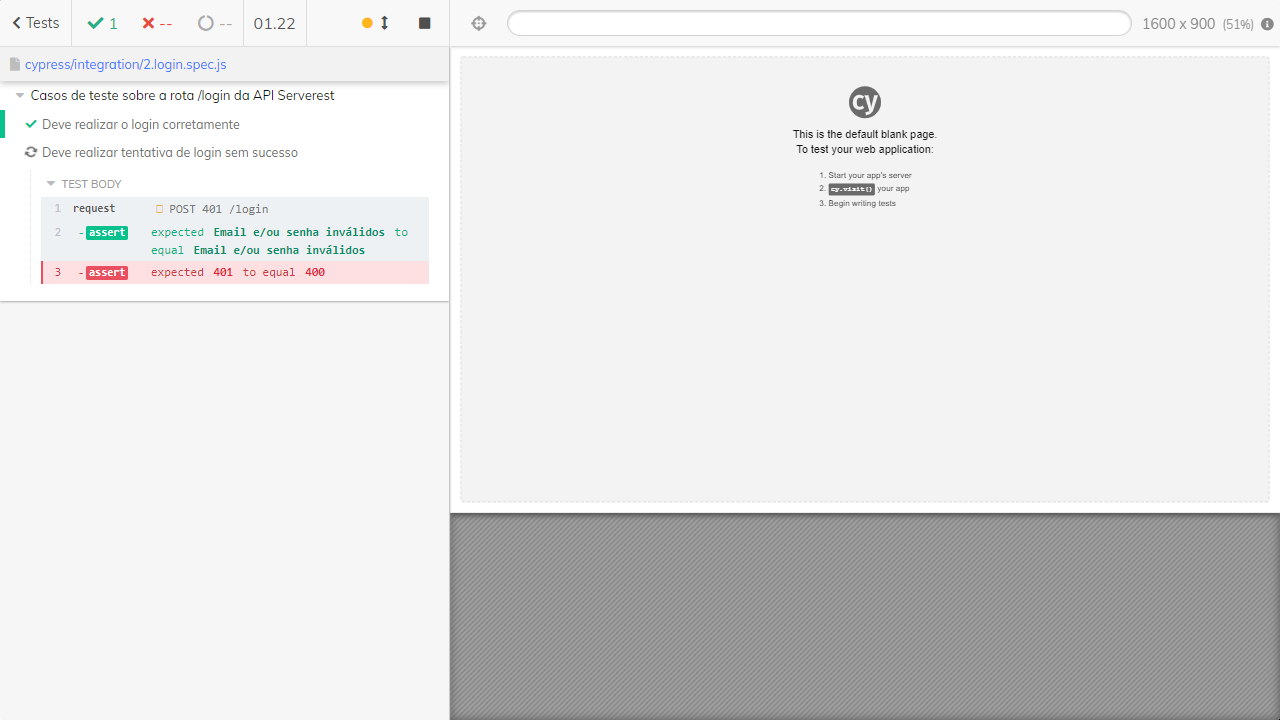 Tests
1
--
--
01.22
1600 x 900 (51%)
cypress/integration/2.login.spec.js
Casos de teste sobre a rota /login da API Serverest
Deve realizar o login corretamente
Deve realizar tentativa de login sem sucesso
TEST BODY
1 request POST 401 /login
2 -assert expected Email e/ou senha inválidos to
equal Email e/ou senha inválidos
3 -assert expected 401 to equal 400
cy
This is the default blank page.
To test your web application:
1. Start your app's server
2. cy.visit() your app
3. Begin writing tests